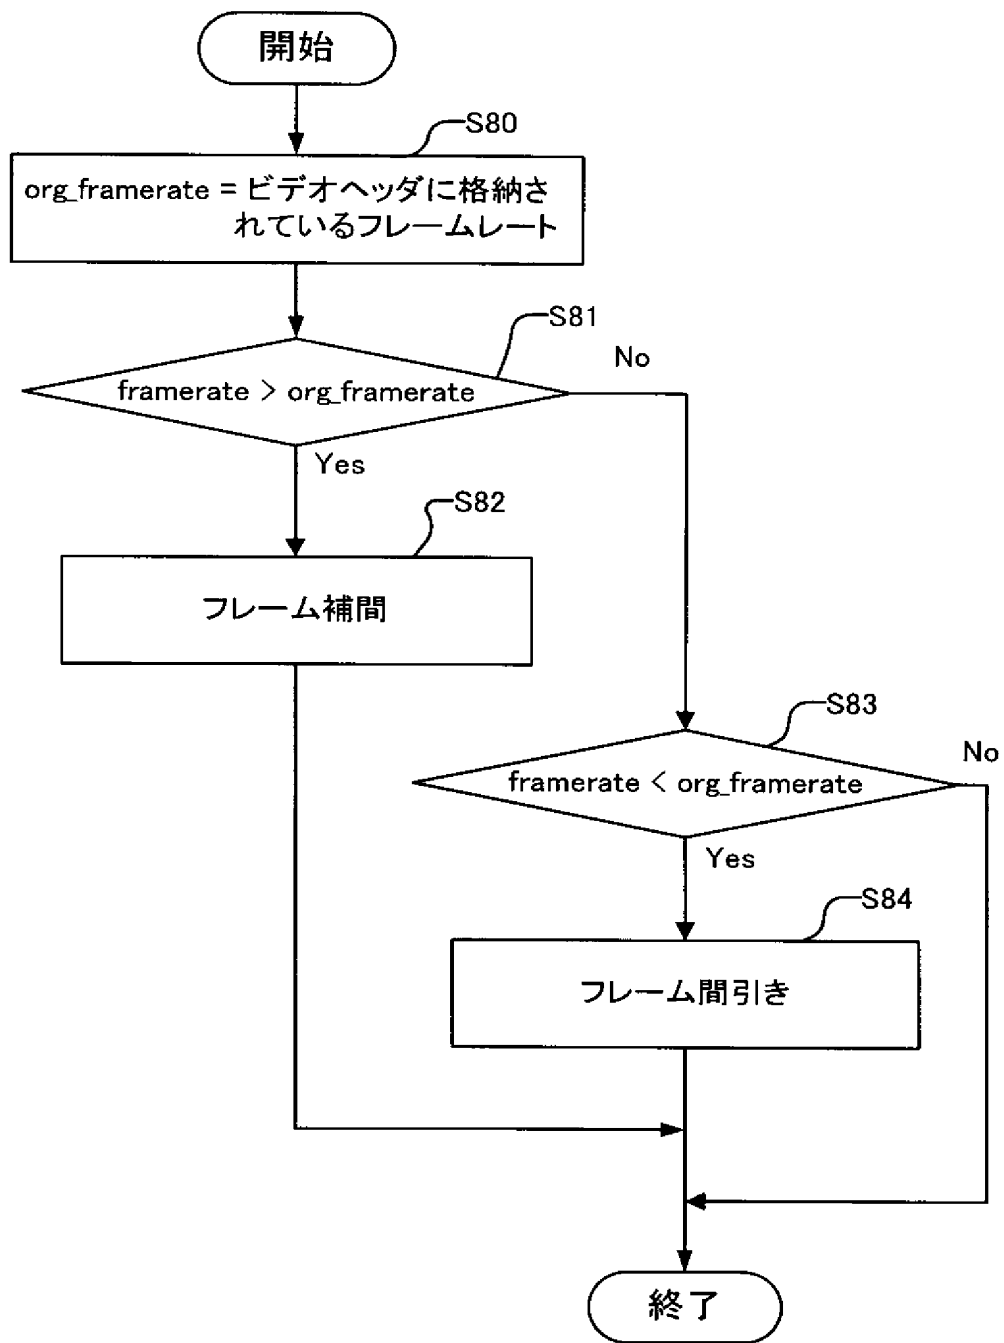 開始
S80
org_framerate = ビデオヘッダに格納さ
れているフレームレート
S81
framerate > org_framerate
No
Yes
S82
フレーム補間
S83
framerate < org_framerate
No
Yes
S84
フレーム間引き
終了